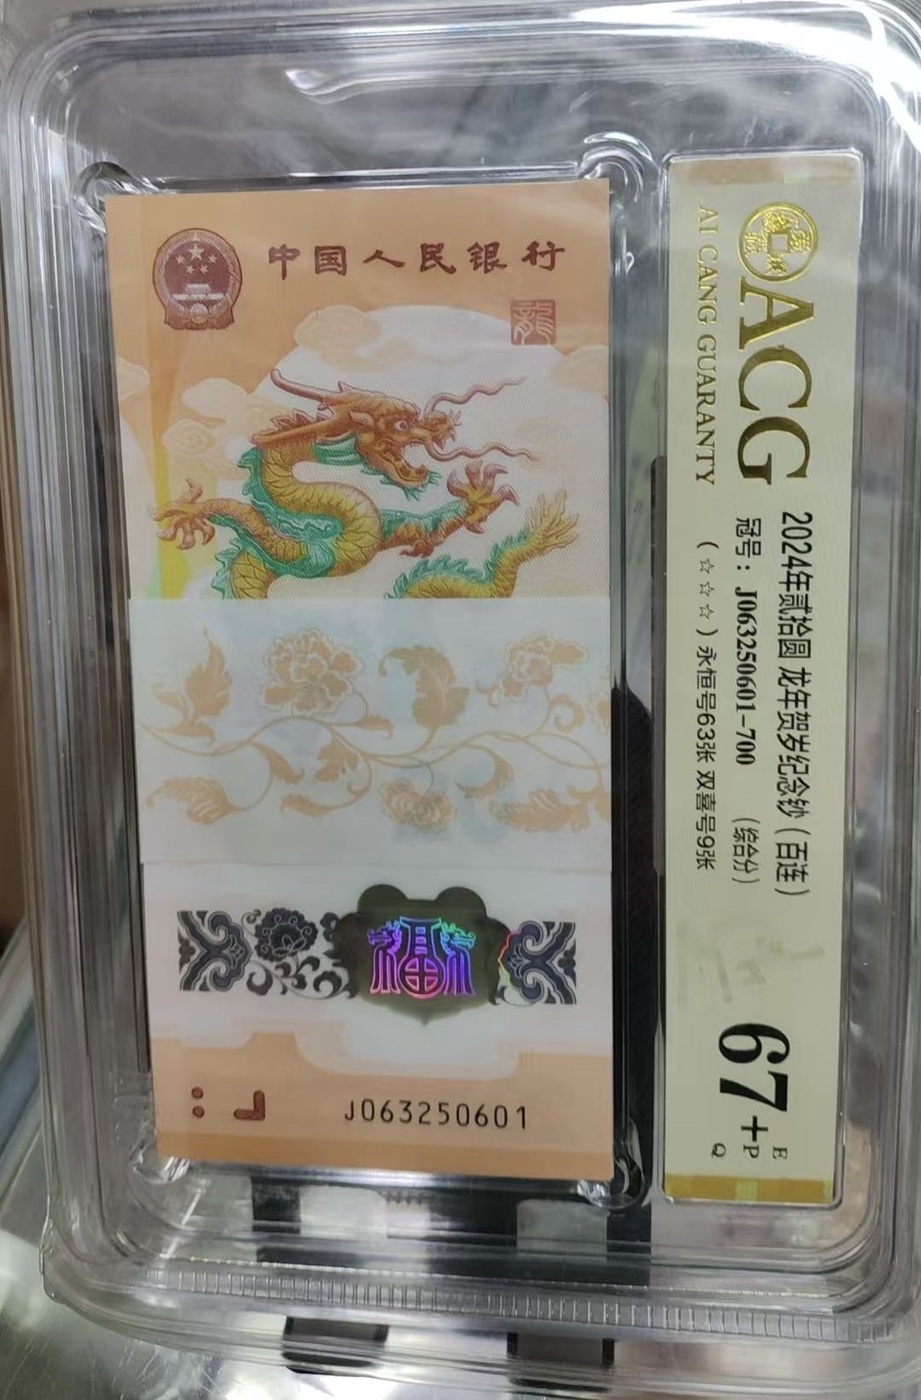 中国人民银行
龍
福
J063250601
ACG
AI CANG GUARANTY
2024年贰拾圆 龙年贺岁纪念钞（百连）
冠号：J063250601-700 （综合分）
（☆☆☆）永恒号63张 双喜号9张
67+
E
P
Q